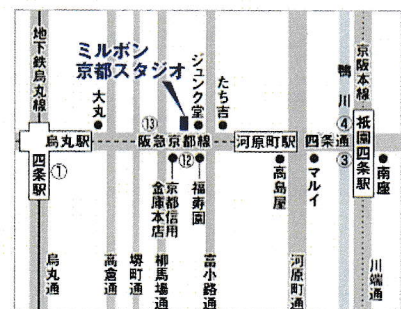 地下鉄烏丸線
ミルボン
京都スタジオ
大丸
⑬
ジュンク堂
たち吉
鴨川
京阪本線
烏丸駅
四条駅
①
阪急京都線
⑫
河原町駅
四条通
④
③
祇園四条駅
京都信用
金庫本店
福寿園
高島屋
マルイ
南座
烏丸通
高倉通
堺町通
柳馬場通
富小路通
河原町通
川端通